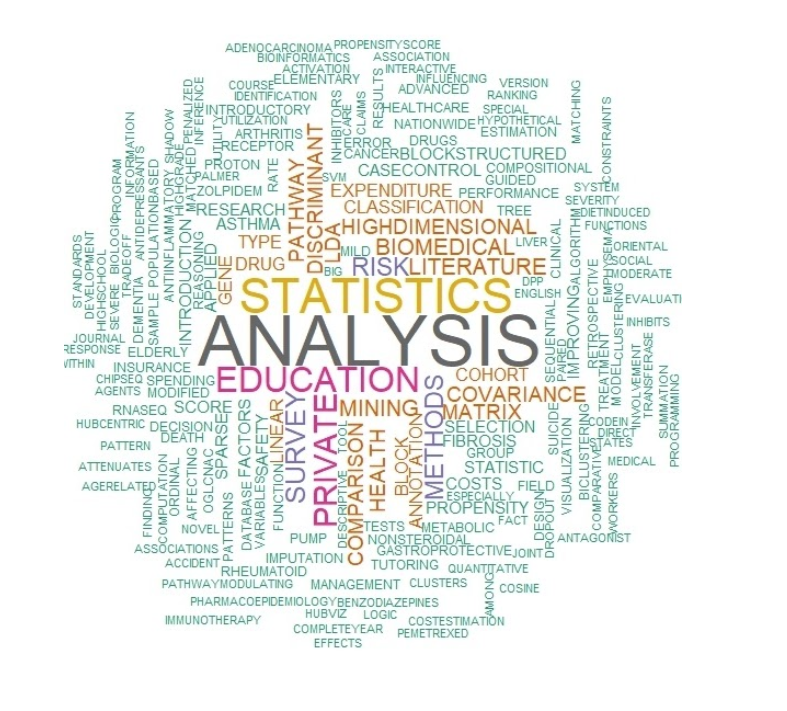 ADENOCARCINOMA PROPENSITYSCORE
BIOINFORMATICS ASSOCIATION
ACTIVATION INTERACTIVE
ELEMENTARY INFLUENCING
COURSE ADVANCED VERSION
IDENTIFICATION RANKING
INTRODUCTORY HEALTHCARE SPECIAL
UTILIZATION NATIONWIDE HYPOTHETICAL
ARTHRITIS ESTIMATION
RECEPTOR ERROR DRUGS
CANCER BLOCKSTRUCTURED
PROTON CASECONTROL COMPOSITIONAL
PALMER SVM GUIDED
ZOLPIDEM EXPENDITURE PERFORMANCE SYSTEM
SEVERITY
RESEARCH CLASSIFICATION TREE DIETINDUCED
ASTHMA HIGHDIMENSIONAL FUNCTIONS
TYPE MILD BIOMEDICAL LIVER ORIENTAL
DRUG RISK LITERATURE SOCIAL
BIG MODERATE
DPP
STATISTICS ENGLISH EVALUATI
INHIBITS
ANALYSIS
JOURNAL
RESPONSE ELDERLY
WITHIN INSURANCE
CHIPSEQ SPENDING EDUCATION COHORT
AGENTS MODIFIED COVARIANCE
RNASEQ SCORE MINING MATRIX
HUBCENTRIC DECISION SELECTION CODEIN
DEATH DIRECT
PATTERN FIBROSIS STATES
GROUP
ATTENUATES STATISTIC MEDICAL
AGERELATED COSTS FIELD
ESPECIALLY
PROPENSITY
NOVEL TESTS METABOLIC FACT
PUMP NONSTEROIDAL ANTAGONIST
ASSOCIATIONS GASTROPROTECTIVE JOINT
ACCIDENT IMPUTATION TUTORING
RHEUMATOID QUANTITATIVE
PATHWAYMODULATING MANAGEMENT CLUSTERS
COSINE
PHARMACOEPIDEMIOLOGY BENZODIAZEPINES
IMMUNOTHERAPY HUBVIZ LOGIC COSTESTIMATION
COMPLETEYEAR PEMETREXED
EFFECTS
STANDARDS
DEVELOPMENT
HIGHSCHOOL
SEVERE
BIOLOGIC
PROGRAM
TRADEOFF
INFORMATION
DEMENTIA
ANTIDEPRESSANTS
SAMPLE
POPULATIONBASED
ANTIINFLAMMATORY
SHADOW
HIGHGRADE
INTRODUCTION
MATCHED
PENALIZED
INFERENCE
REASONING
APPLIED
UTILITY
GENE
RATE
PATHWAY
DISCRIMINANT
LDA
INHIBITORS
CARE
CLAIMS
RESULTS
CLINICAL
SEQUENTIAL
PAIRED
IMPROVING
ALGORITHM
MATCHING
RETROSPECTIVE
CONSTRAINTS
EMPHYSEMA
TREATMENT
MODEL
CLUSTERING
INVOLVEMENT
TRANSFERASE
SUMMATION
PROGRAMMING
FINDING
COMPUTATION
ORDINAL
AFFECTING
OGLCNAC
SPARSE
PATTERNS
DATABASE
FACTORS
VARIABLES
SAFETY
LINEAR
FUNCTION
SURVEY
PRIVATE
DESCRIPTIVE
TOOL
COMPARISON
HEALTH
BLOCK
ANNOTATION
METHODS
AMONG
DESIGN
DROPOUT
SUICIDE
VISUALIZATION
BICLUSTERING
COMPARATIVE
WORKERS